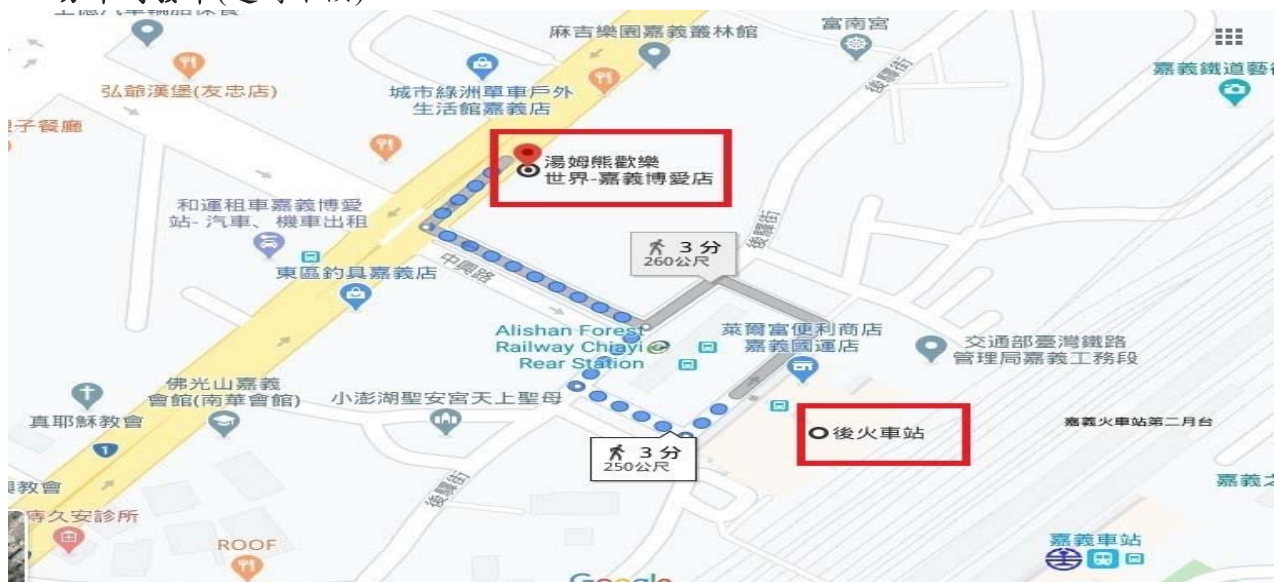 麻吉樂園嘉義叢林館
富南宮
嘉義鐵道藝
弘爺漢堡(友忠店)
城市綠洲單車戶外
生活館嘉義店
後驛街
子餐廳
湯姆熊歡樂
世界-嘉義博愛店
和運租車嘉義博愛
站- 汽車、機車出租
後驛街
3 分
260公尺
中興路
東區釣具嘉義店
Alishan Forest
Railway Chiayi
Rear Station
萊爾富便利商店
嘉義國運店
交通部臺灣鐵路
管理局嘉義工務段
佛光山嘉義
會館(南華會館)
小澎湖聖安宮天上聖母
真耶穌教會
1
後火車站
嘉義火車站第二月台
3 分
250公尺
教會
後驛街
嘉義之
久安診所
ROOF
嘉義車站
Google